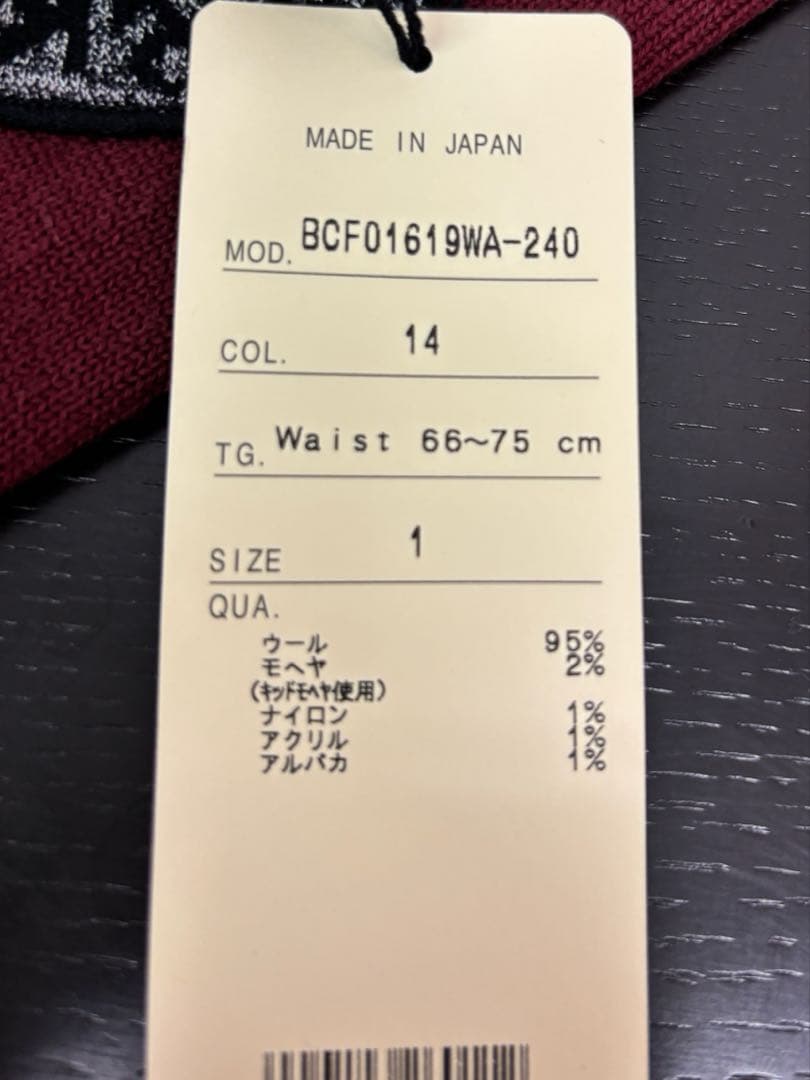 MADE IN JAPAN
MOD. BCF01619WA-240
COL. 14
TG. Waist 66～75 cm
SIZE 1
QUA.
ウール 95%
モヘヤ 2%
(キッドモヘヤ使用)
ナイロン 1%
アクリル 1%
アルパカ 1%